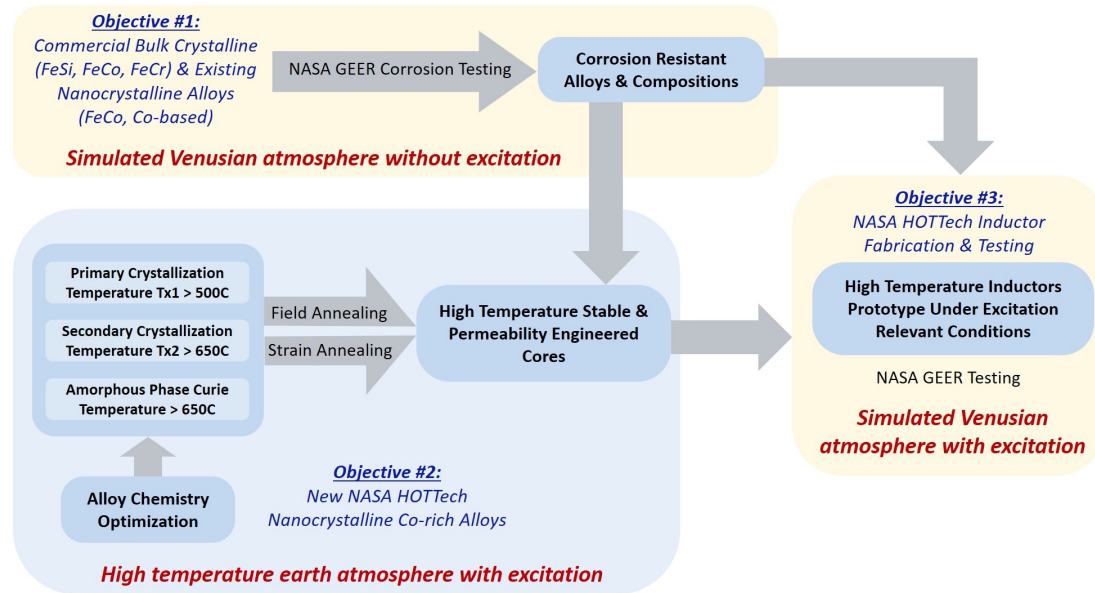 Objective #1:
Commercial Bulk Crystalline
(FeSi, FeCo, FeCr) & Existing
Nanocrystalline Alloys
(FeCo, Co-based)
NASA GEER Corrosion Testing
Corrosion Resistant
Alloys & Compositions
Simulated Venusian atmosphere without excitation
Primary Crystallization
Temperature Tx1 > 500C
Secondary Crystallization
Temperature Tx2 > 650C
Amorphous Phase Curie
Temperature > 650C
Field Annealing
Strain Annealing
High Temperature Stable &
Permeability Engineered
Cores
Alloy Chemistry
Optimization
Objective #2:
New NASA HOTTech
Nanocrystalline Co-rich Alloys
High temperature earth atmosphere with excitation
Objective #3:
NASA HOTTech Inductor
Fabrication & Testing
High Temperature Inductors
Prototype Under Excitation
Relevant Conditions
NASA GEER Testing
Simulated Venusian
atmosphere with excitation